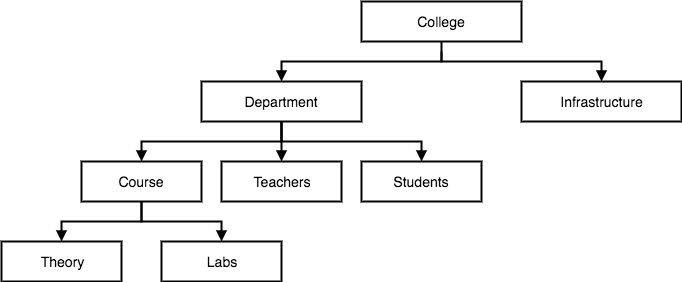 College
Department
Infrastructure
Course
Teachers
Students
Theory
Labs